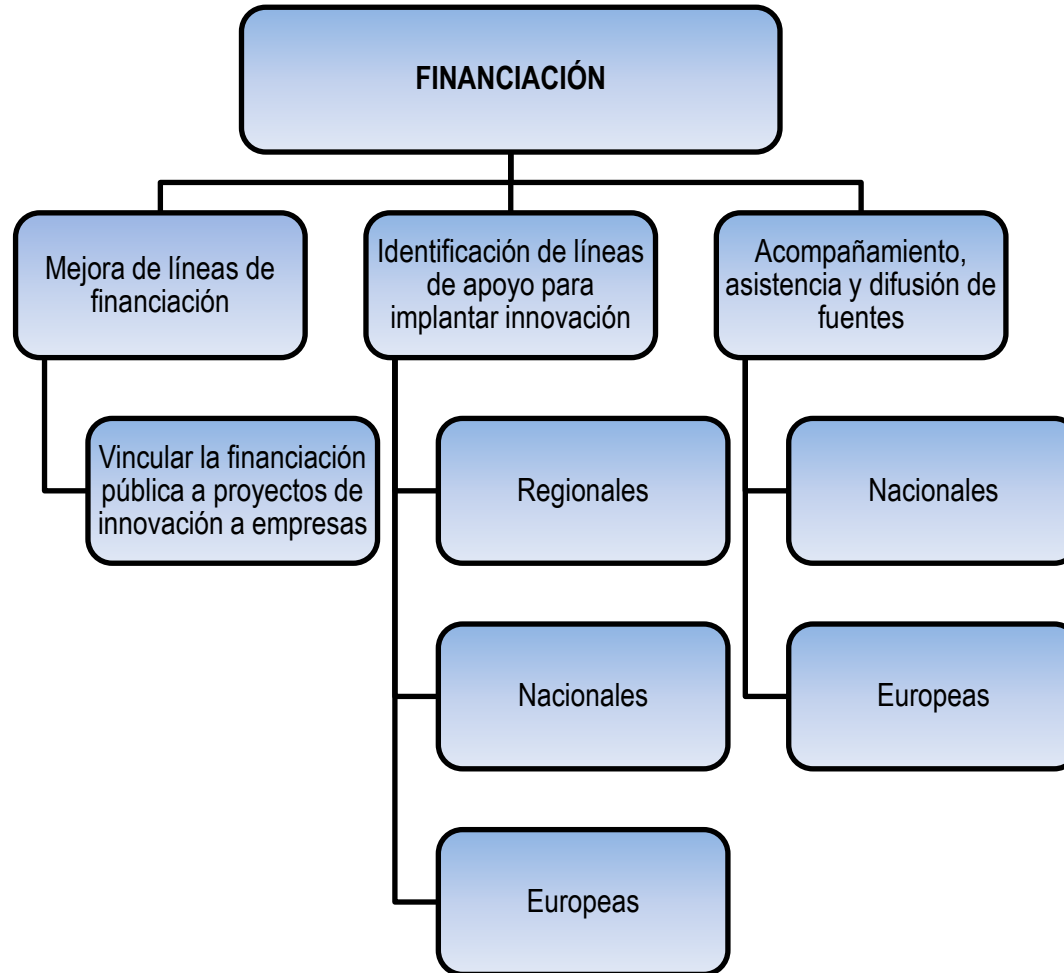 FINANCIACIÓN
Mejora de líneas de
financiación
Identificación de líneas
de apoyo para
implantar innovación
Acompañamiento,
asistencia y difusión de
fuentes
Vincular la financiación
pública a proyectos de
innovación a empresas
Regionales
Nacionales
Nacionales
Europeas
Europeas